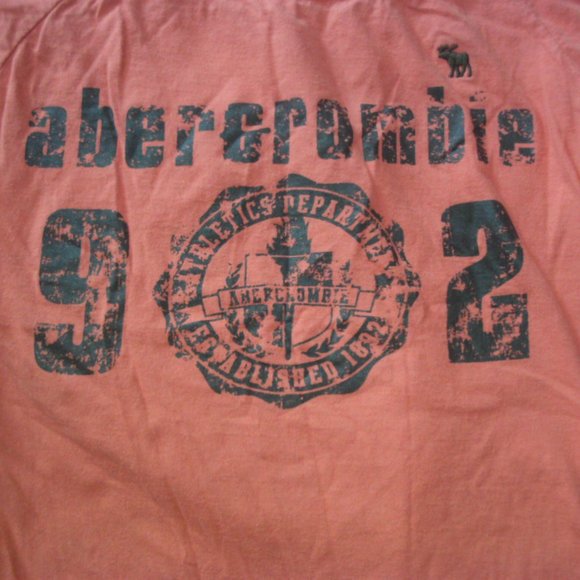 abercrombie
9 2
ATHLETICS DEPARTMENT
ABERCROMBIE
ESTABLISHED 1892